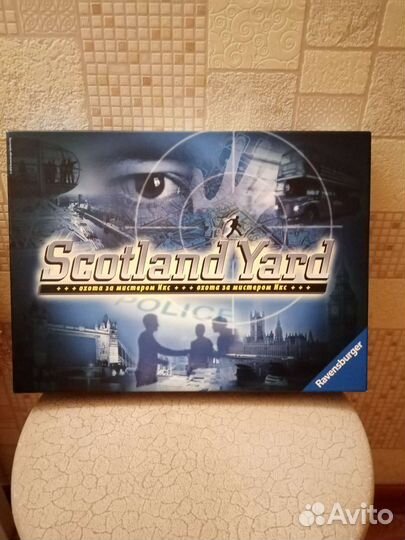 Scotland Yard
+ + + охота за мистером Икс + + + охота за мистером Икс + + +
POLICE
Ravensburger
Avito